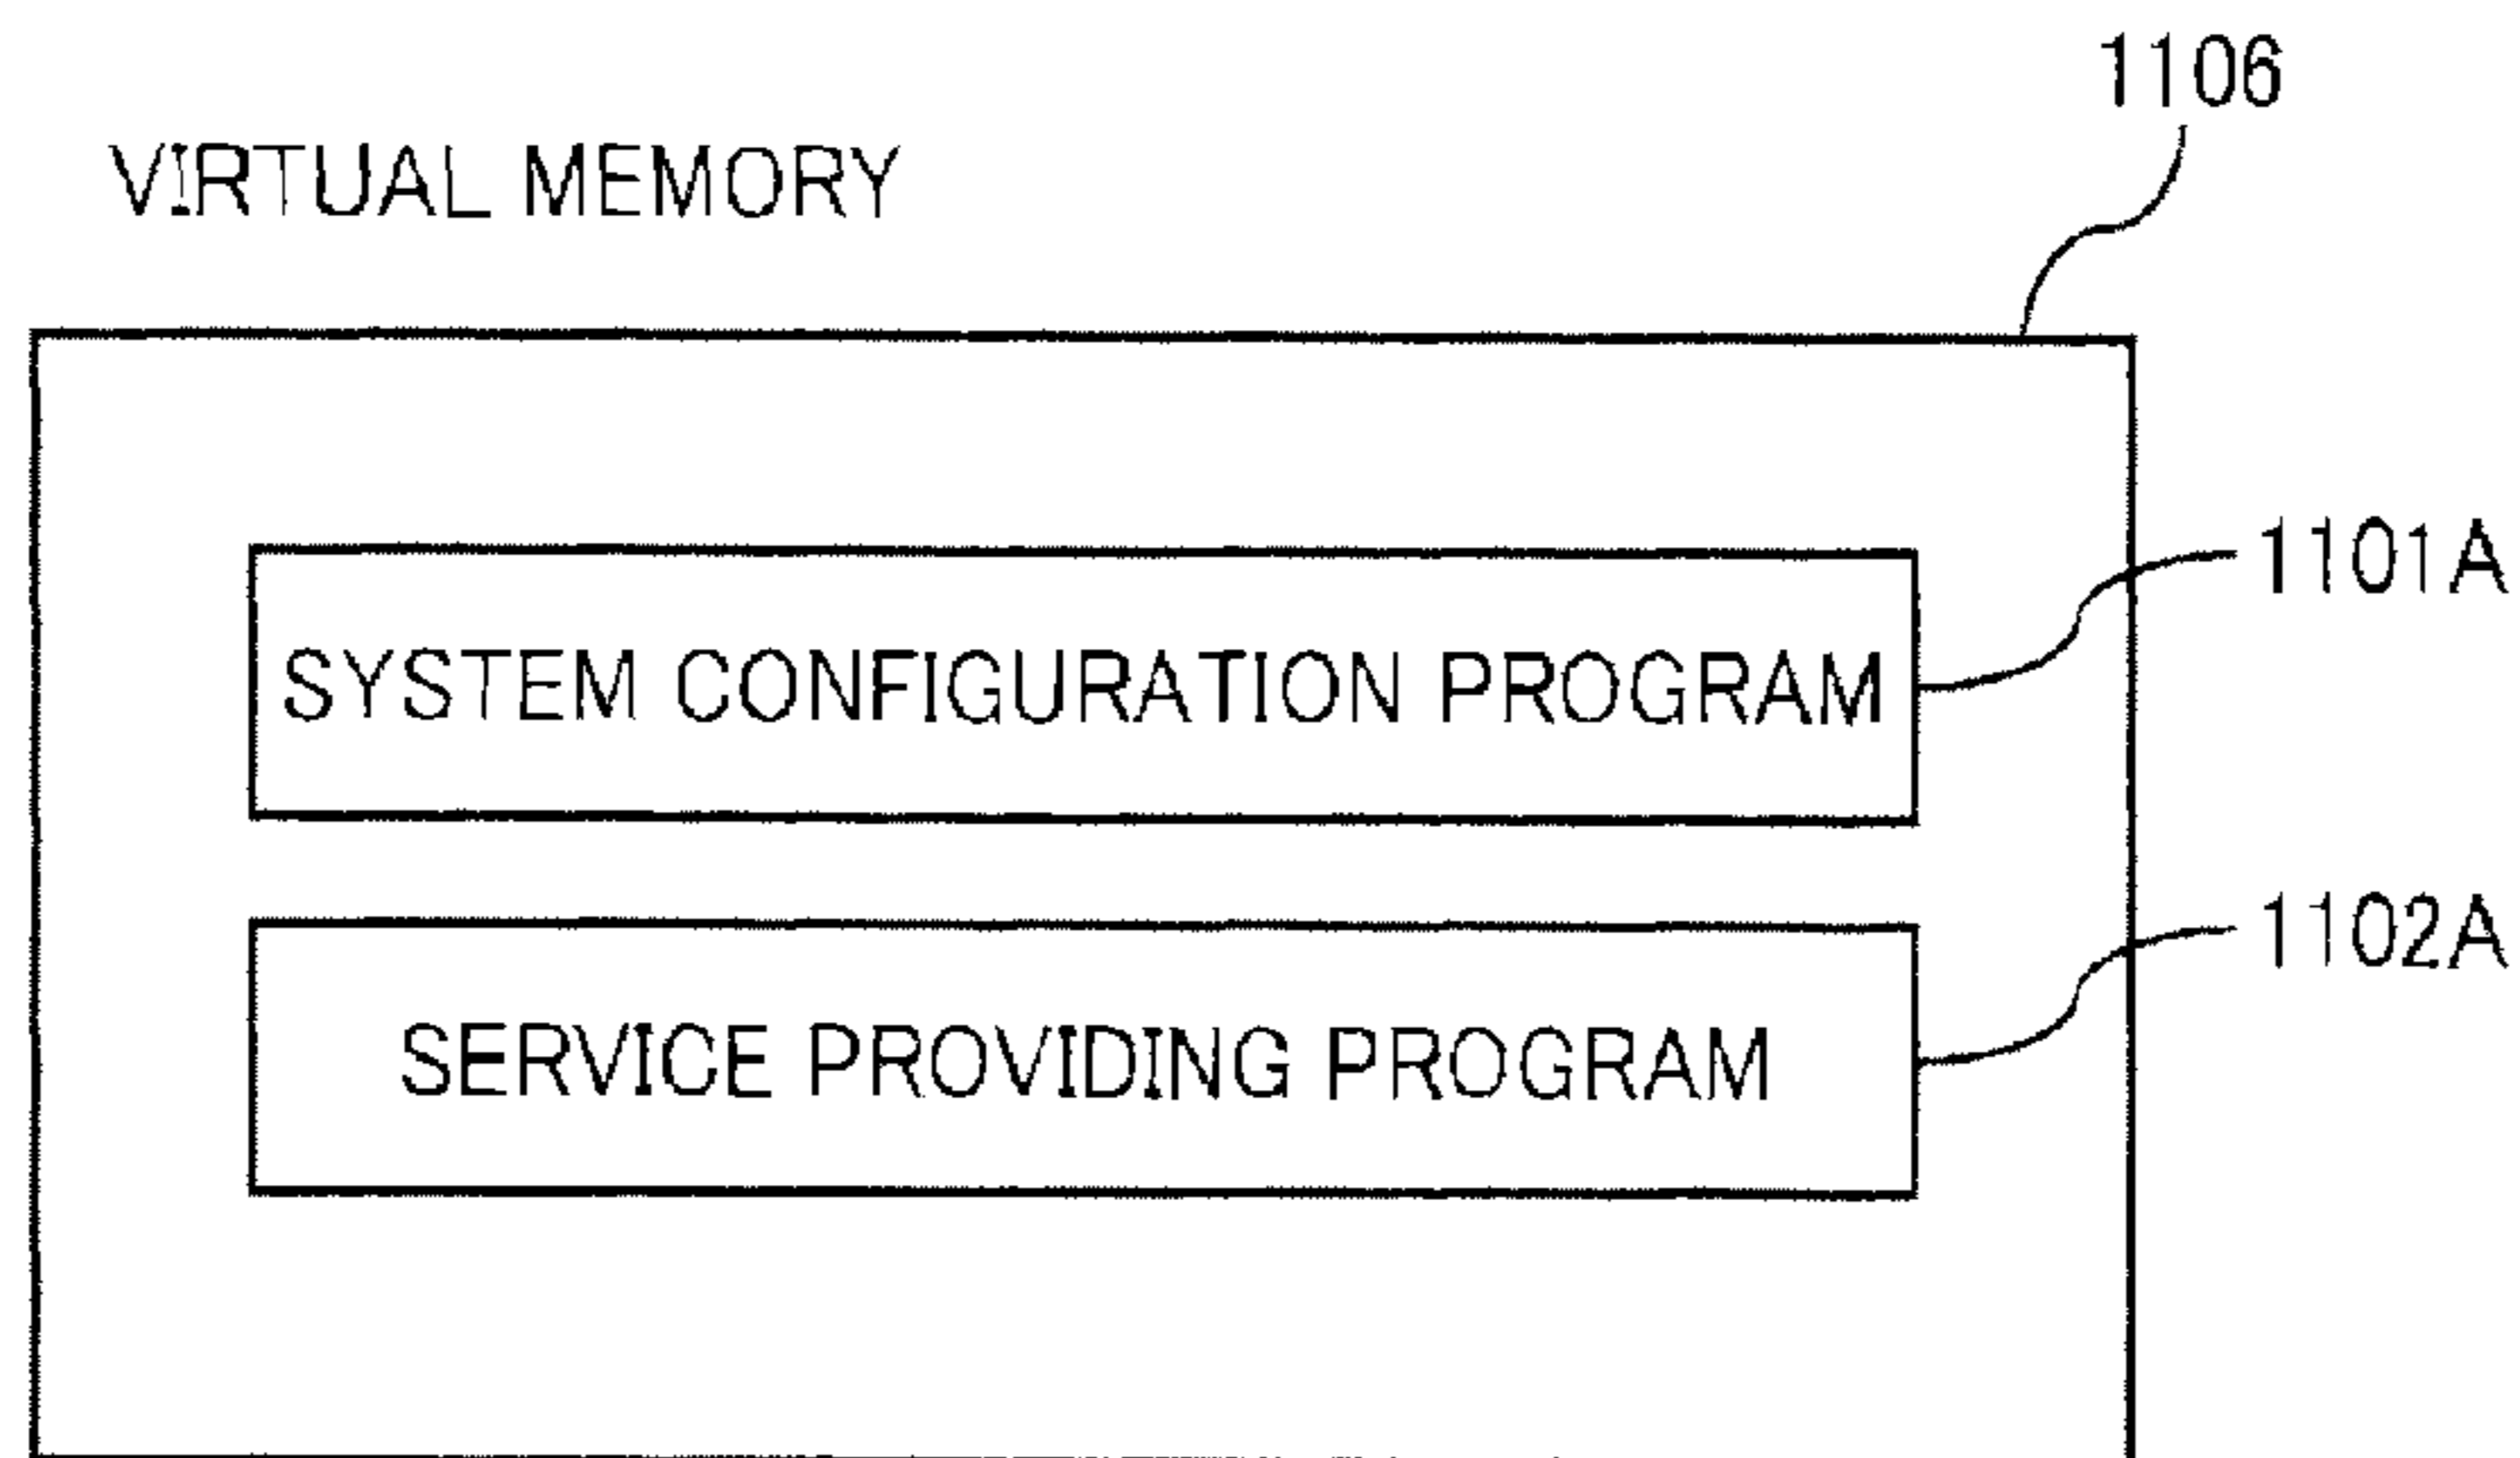 1106
VIRTUAL MEMORY
1101A
SYSTEM CONFIGURATION PROGRAM
1102A
SERVICE PROVIDING PROGRAM